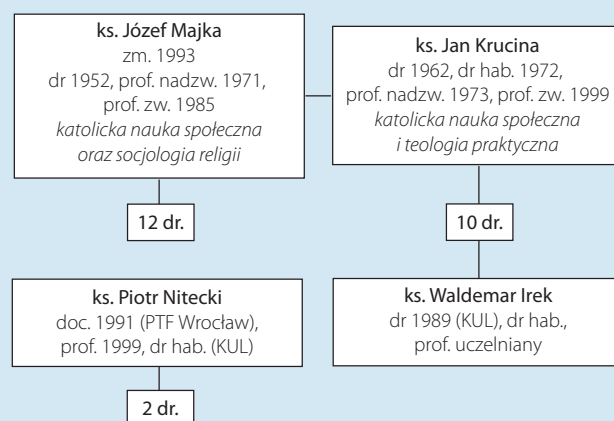 ks. Józef Majka
zm. 1993
dr 1952, prof. nadzw. 1971,
prof. zw. 1985
katolicka nauka społeczna
oraz socjologia religii
12 dr.
ks. Jan Krucina
dr 1962, dr hab. 1972,
prof. nadzw. 1973, prof. zw. 1999
katolicka nauka społeczna
i teologia praktyczna
10 dr.
ks. Piotr Nitecki
doc. 1991 (PTF Wrocław),
prof. 1999, dr hab. (KUL)
2 dr.
ks. Waldemar Irek
dr 1989 (KUL), dr hab.,
prof. uczelniany